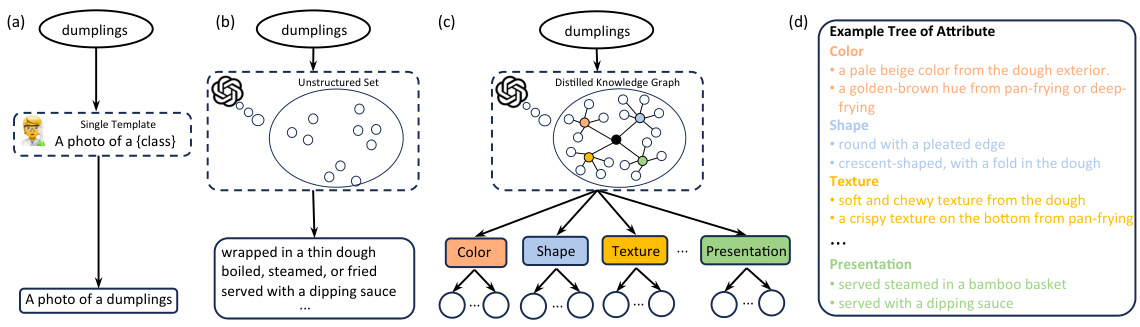 (a)
dumplings
Single Template
A photo of a {class}
A photo of a dumplings
(b)
dumplings
Unstructured Set
wrapped in a thin dough
boiled, steamed, or fried
served with a dipping sauce
...
(c)
dumplings
Distilled Knowledge Graph
Color
Shape
Texture
...
Presentation
...
...
...
...
(d)
Example Tree of Attribute
Color
• a pale beige color from the dough exterior.
• a golden-brown hue from pan-frying or deep-
frying
Shape
• round with a pleated edge
• crescent-shaped, with a fold in the dough
Texture
• soft and chewy texture from the dough
• a crispy texture on the bottom from pan-frying
...
Presentation
• served steamed in a bamboo basket
• served with a dipping sauce